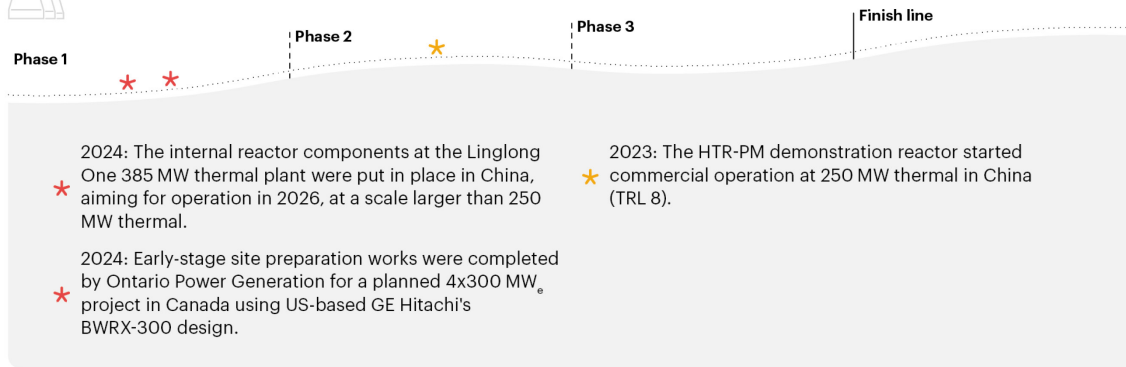 Phase 1
Phase 2
Phase 3
Finish line
2024: The internal reactor components at the Linglong
One 385 MW thermal plant were put in place in China,
aiming for operation in 2026, at a scale larger than 250
MW thermal.
2024: Early-stage site preparation works were completed
by Ontario Power Generation for a planned 4x300 MWe
project in Canada using US-based GE Hitachi's
BWRX-300 design.
2023: The HTR-PM demonstration reactor started
commercial operation at 250 MW thermal in China
(TRL 8).